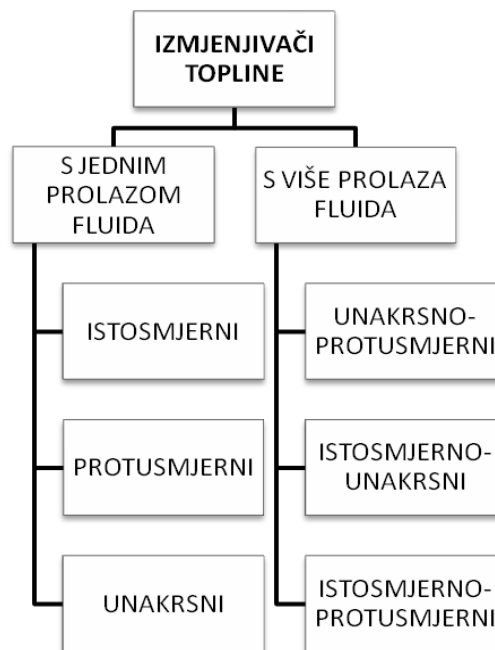 IZMJENJIVAČI
TOPLINE
S JEDNIM
PROLAZOM
FLUIDA
S VIŠE PROLAZA
FLUIDA
ISTOSMJERNI
PROTUSMJERNI
UNAKRSNI
UNAKRSNO-
PROTUSMJERNI
ISTOSMJERNO-
UNAKRSNI
ISTOSMJERNO-
PROTUSMJERNI